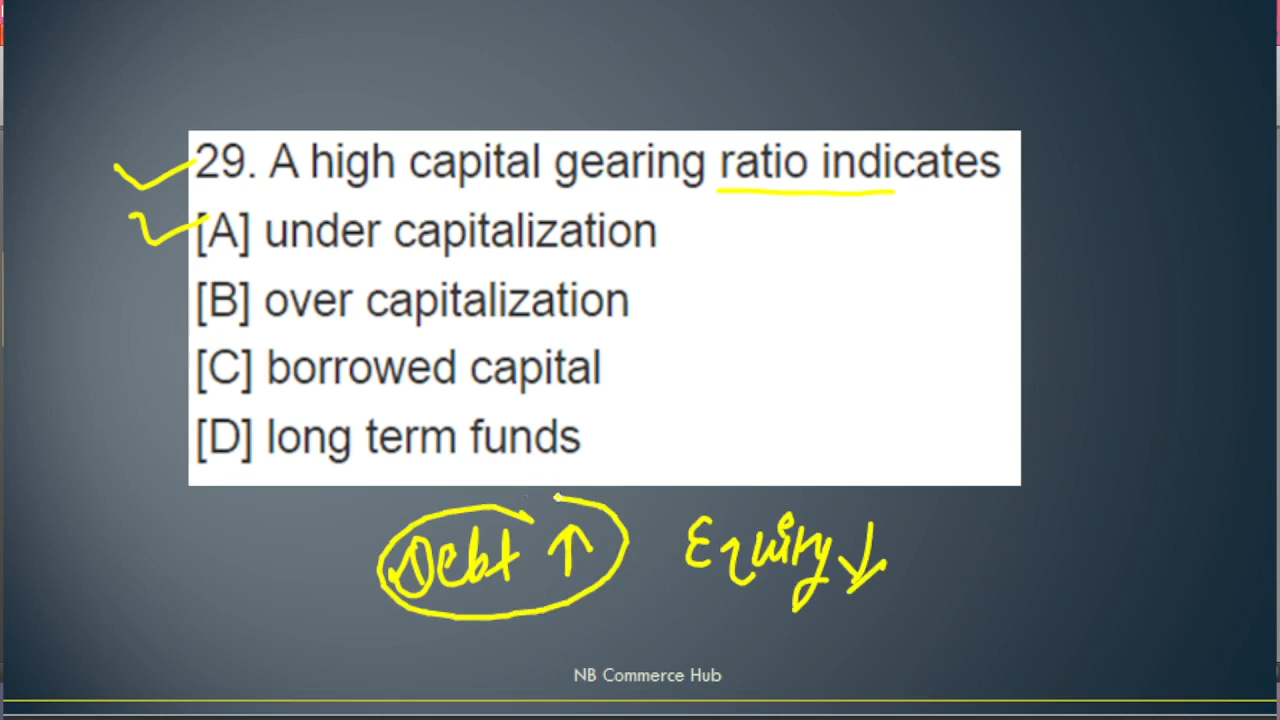 29. A high capital gearing ratio indicates
[A] under capitalization
[B] over capitalization
[C] borrowed capital
[D] long term funds
Debt ↑ Equity ↓
NB Commerce Hub